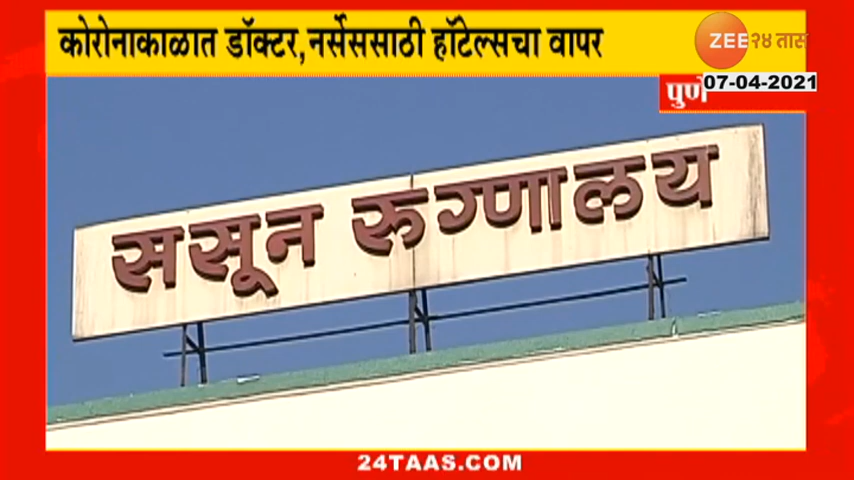 कोरोनाकाळात डॉक्टर,नर्सेससाठी हॉटेल्सचा वापर
ZEE २४ तास
07-04-2021
पुणे
ससून रुग्णालय
24TAAS.COM